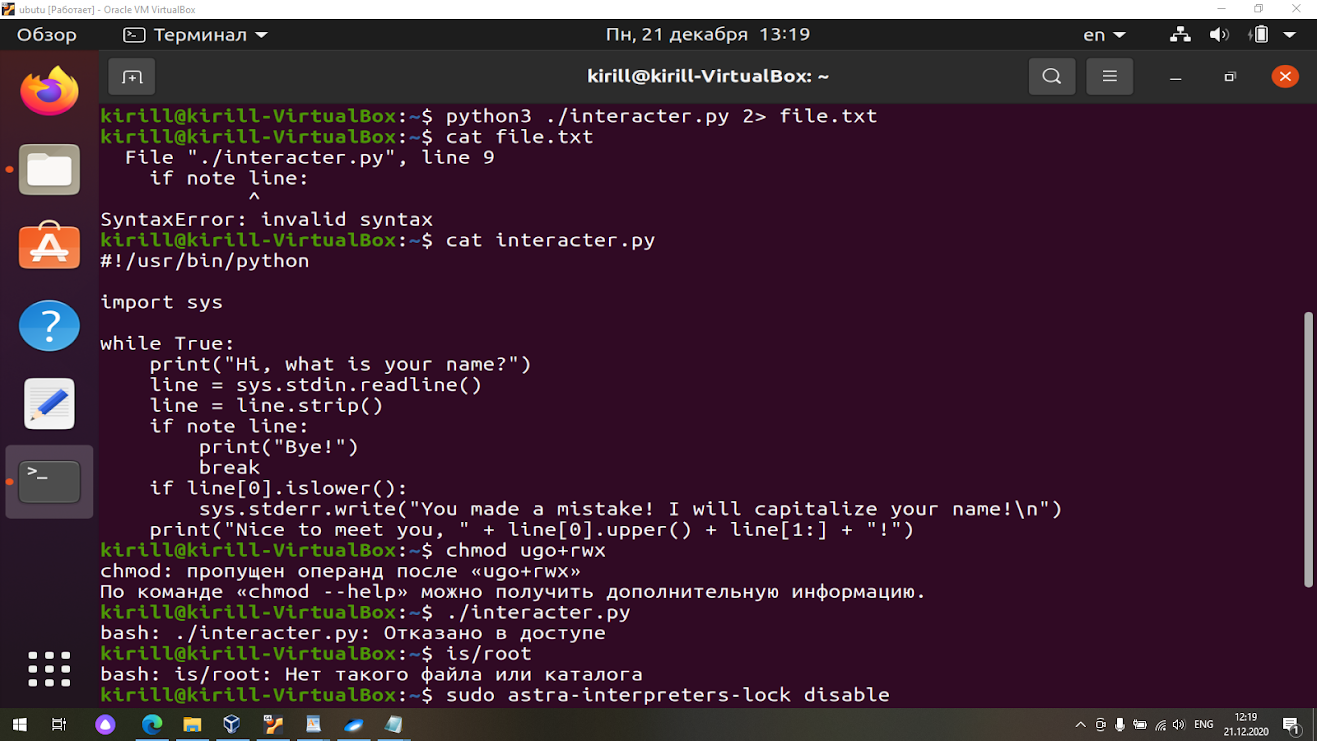 ubutu [Работает] - Oracle VM VirtualBox
Обзор Терминал Пн, 21 декабря 13:19 en
kirill@kirill-VirtualBox: ~
kirill@kirill-VirtualBox:~$ python3 ./interacter.py 2> file.txt
kirill@kirill-VirtualBox:~$ cat file.txt
  File "./interacter.py", line 9
    if note line:
            ^
SyntaxError: invalid syntax
kirill@kirill-VirtualBox:~$ cat interacter.py
#!/usr/bin/python
import sys
while True:
    print("Hi, what is your name?")
    line = sys.stdin.readline()
    line = line.strip()
    if note line:
        print("Bye!")
        break
    if line[0].islower():
        sys.stderr.write("You made a mistake! I will capitalize your name!\n")
    print("Nice to meet you, " + line[0].upper() + line[1:] + "!")
kirill@kirill-VirtualBox:~$ chmod ugo+rwx
chmod: пропущен операнд после «ugo+rwx»
По команде «chmod --help» можно получить дополнительную информацию.
kirill@kirill-VirtualBox:~$ ./interacter.py
bash: ./interacter.py: Отказано в доступе
kirill@kirill-VirtualBox:~$ is/root
bash: is/root: Нет такого файла или каталога
kirill@kirill-VirtualBox:~$ sudo astra-interpreters-lock disable
ENG 12:19
21.12.2020 1